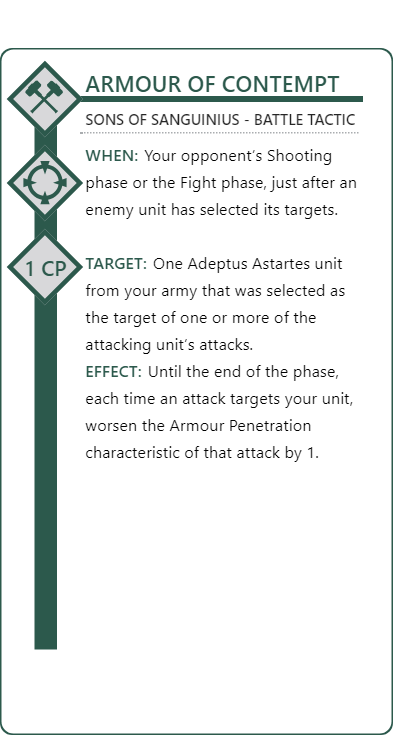 ARMOUR OF CONTEMPT
SONS OF SANGUINIUS - BATTLE TACTIC
WHEN: Your opponent's Shooting
phase or the Fight phase, just after an
enemy unit has selected its targets.
1 CP
TARGET: One Adeptus Astartes unit
from your army that was selected as
the target of one or more of the
attacking unit's attacks.
EFFECT: Until the end of the phase,
each time an attack targets your unit,
worsen the Armour Penetration
characteristic of that attack by 1.